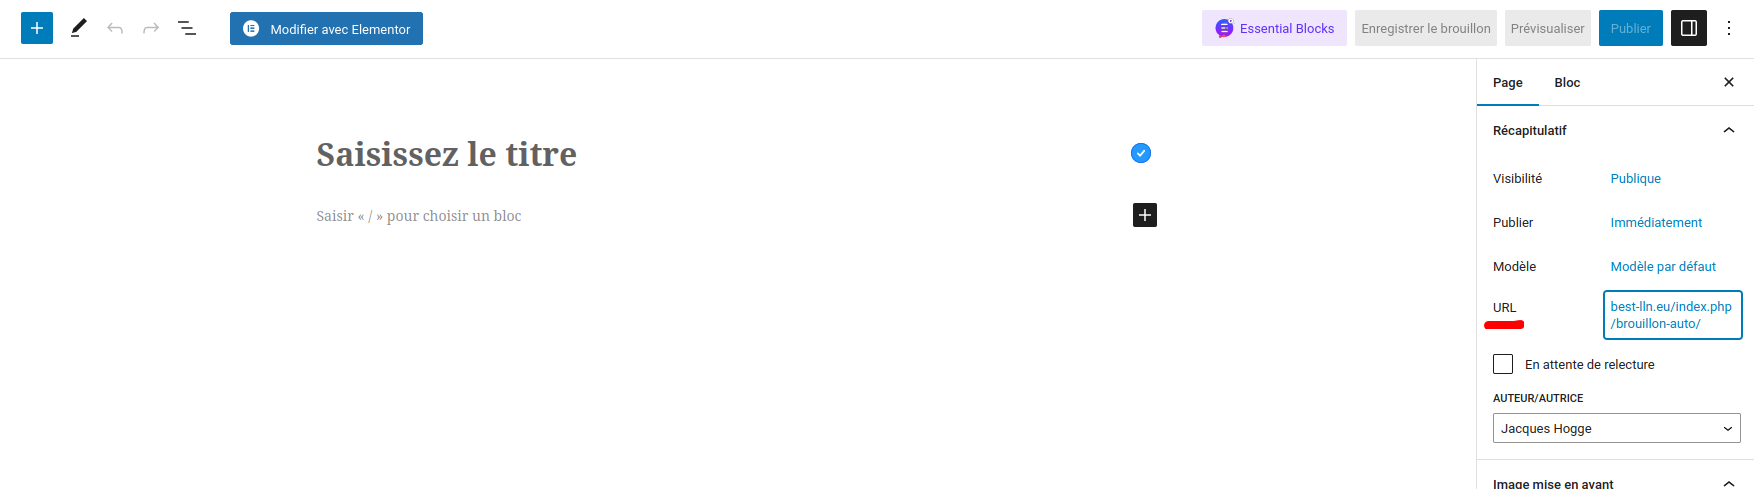 Modifier avec Elementor
Essential Blocks
Enregistrer le brouillon
Prévisualiser
Publier
Page
Bloc
Récapitulatif
Saisissez le titre
Visibilité Publique
Saisir « / » pour choisir un bloc
Publier Immédiatement
Modèle Modèle par défaut
URL best-lln.eu/index.php
/brouillon-auto/
En attente de relecture
AUTEUR/AUTRICE
Jacques Hogge
Image mise en avant